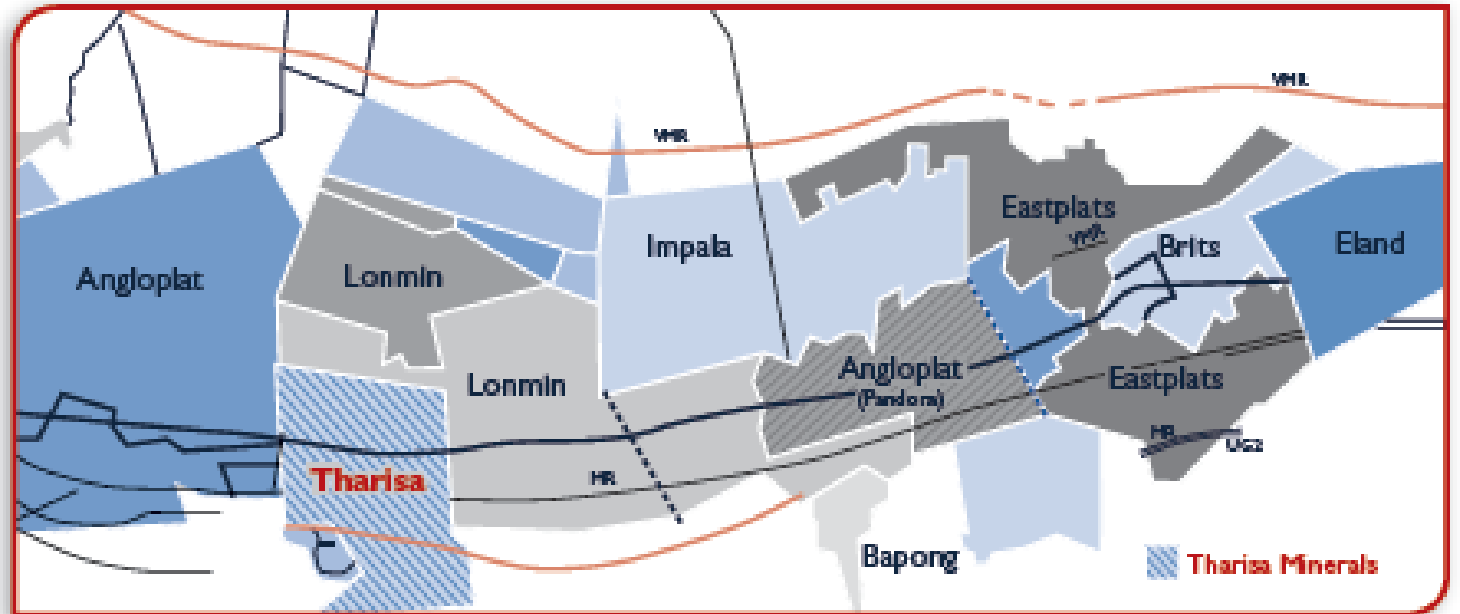 VMR
VMR
Eastplats
VMR
Impala
Brits
Eland
Angloplat
Lonmin
Lonmin
Angloplat
(Pandora)
Eastplats
MR
UG2
Tharisa
MR
Bapong
Tharisa Minerals